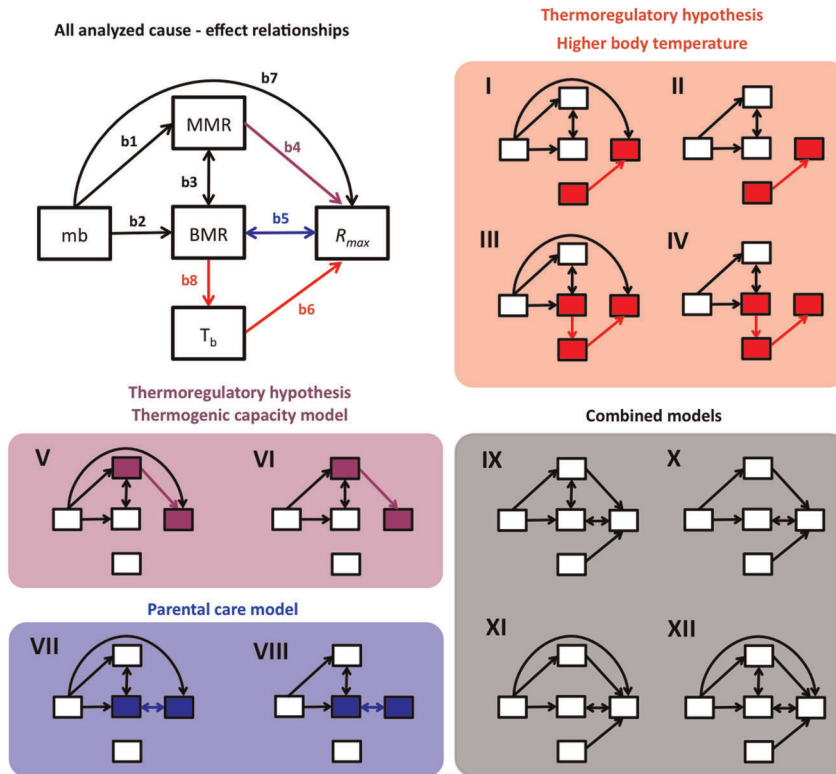 All analyzed cause - effect relationships
b7
MMR
b1
b4
b3
mb
b2
BMR
b5
Rmax
b8
b6
Tb
Thermoregulatory hypothesis
Higher body temperature
I
II
III
IV
Thermoregulatory hypothesis
Thermogenic capacity model
V
VI
Parental care model
VII
VIII
Combined models
IX
X
XI
XII